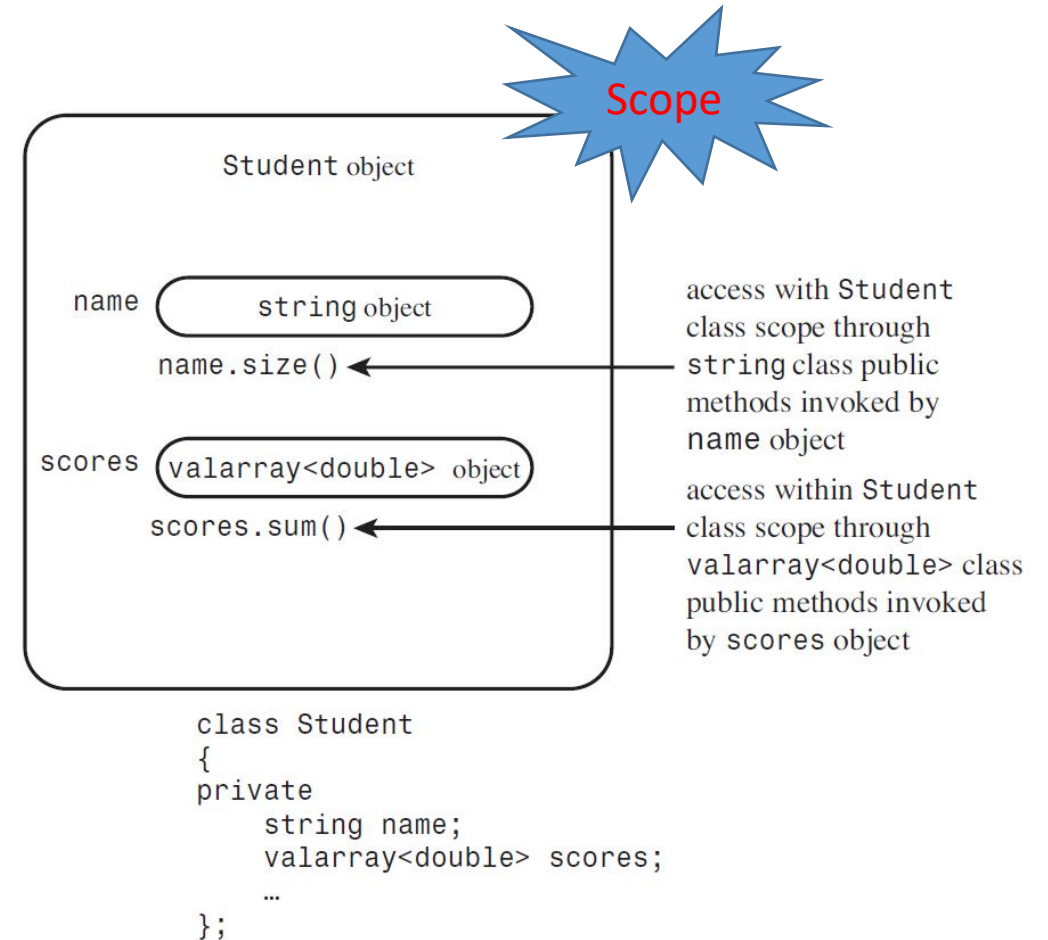 Scope
Student object
name
string object
name.size()
access with Student
class scope through
string class public
methods invoked by
name object
scores
valarray<double> object
scores.sum()
access within Student
class scope through
valarray<double> class
public methods invoked
by scores object
class Student
{
private
string name;
valarray<double> scores;
…
};